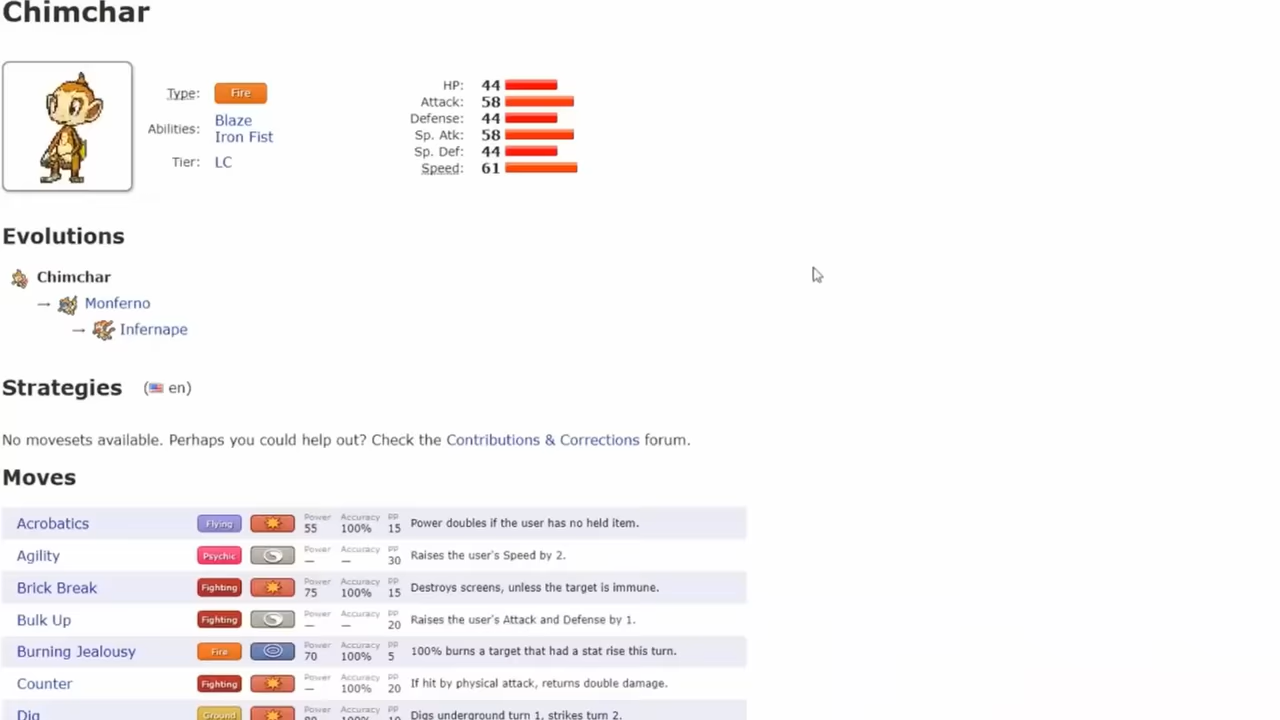 Chimchar
Type: Fire
Abilities: Blaze
Iron Fist
Tier: LC
HP: 44
Attack: 58
Defense: 44
Sp. Atk: 58
Sp. Def: 44
Speed: 61
Evolutions
Chimchar
→ Monferno
→ Infernape
Strategies ( en)
No movesets available. Perhaps you could help out? Check the Contributions & Corrections forum.
Moves
Acrobatics Flying Power 55 Accuracy 100% PP 15 Power doubles if the user has no held item.
Agility Psychic Power — Accuracy — PP 30 Raises the user's Speed by 2.
Brick Break Fighting Power 75 Accuracy 100% PP 15 Destroys screens, unless the target is immune.
Bulk Up Fighting Power — Accuracy — PP 20 Raises the user's Attack and Defense by 1.
Burning Jealousy Fire Power 70 Accuracy 100% PP 5 100% burns a target that had a stat rise this turn.
Counter Fighting Power — Accuracy 100% PP 20 If hit by physical attack, returns double damage.
Dig Ground Power 80 Accuracy 100% PP 10 Digs underground turn 1, strikes turn 2.